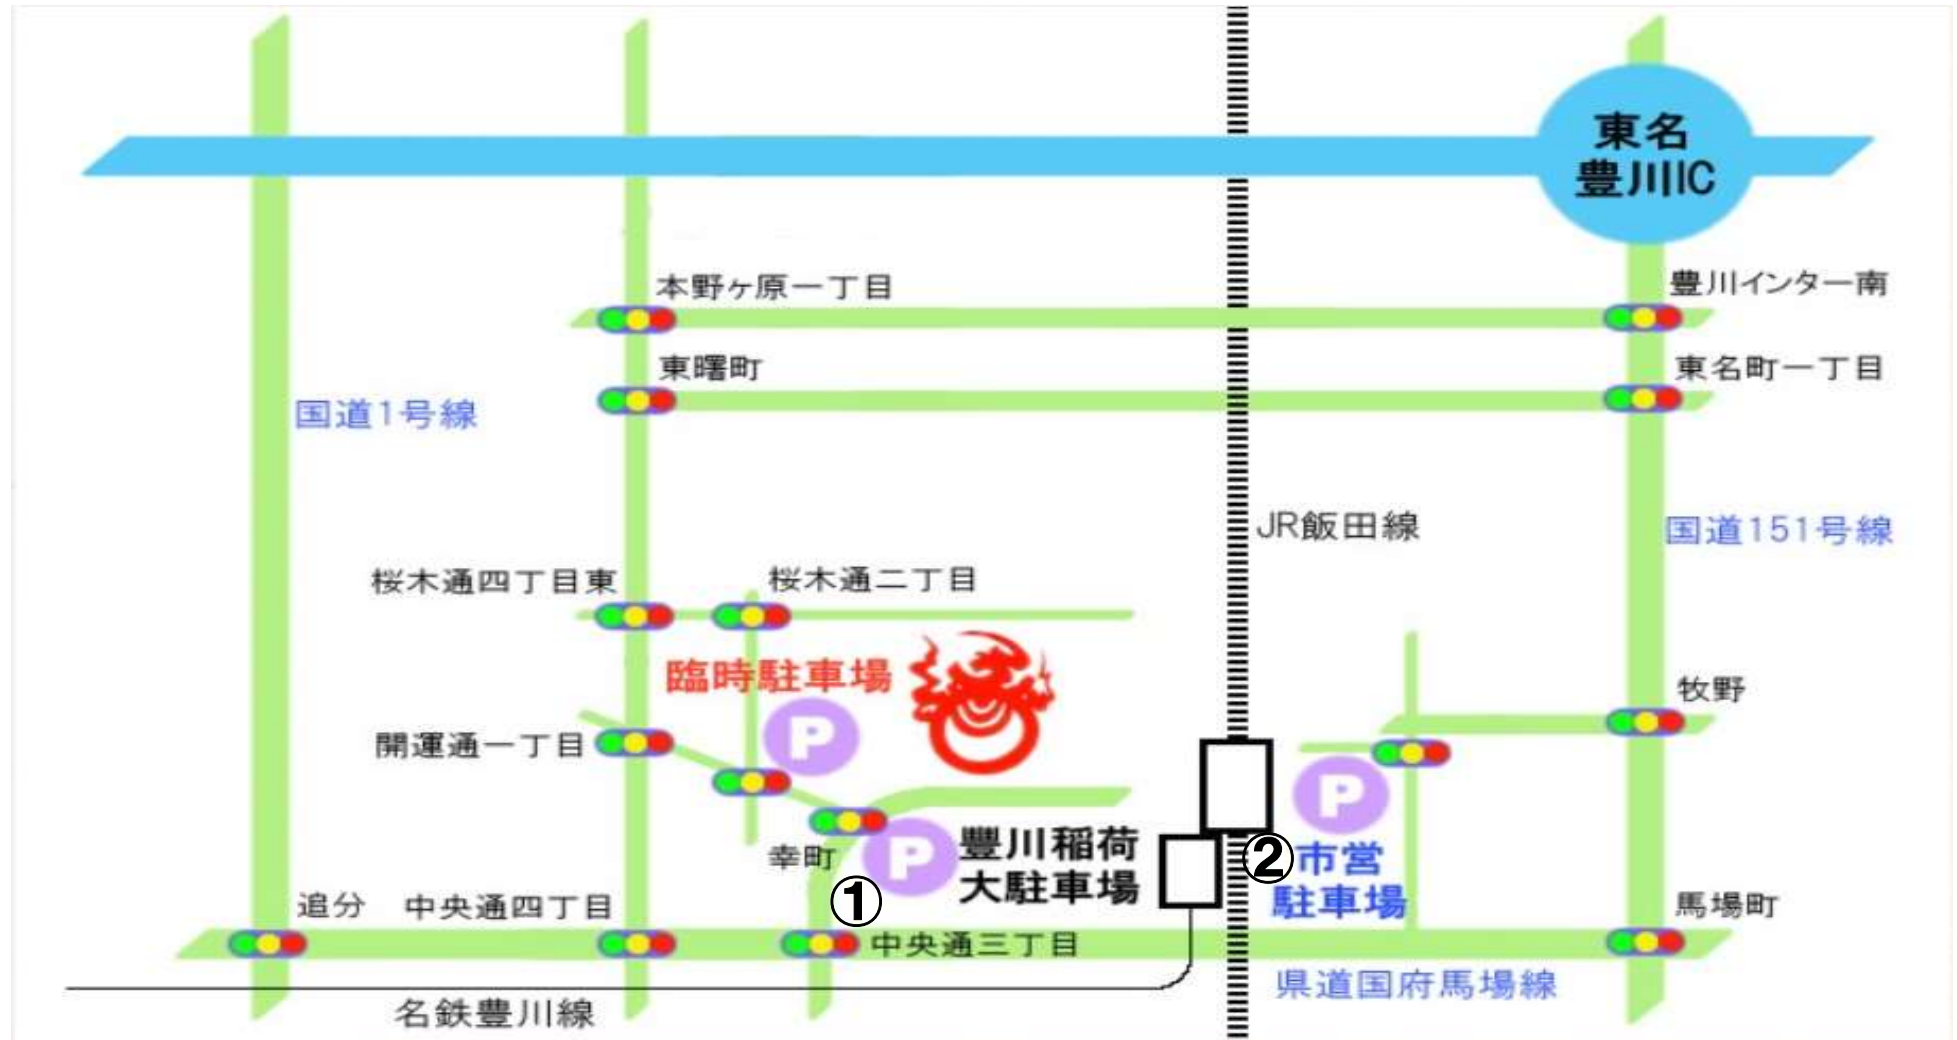 東名
豊川IC
本野ヶ原一丁目
豊川インター南
東曙町
東名町一丁目
国道1号線
JR飯田線
国道151号線
桜木通四丁目東
桜木通二丁目
臨時駐車場
P
牧野
開運通一丁目
P
幸町
P
豐川稲荷
大駐車場
②
市営
駐車場
①
追分
中央通四丁目
馬場町
中央通三丁目
県道国府馬場線
名鉄豊川線